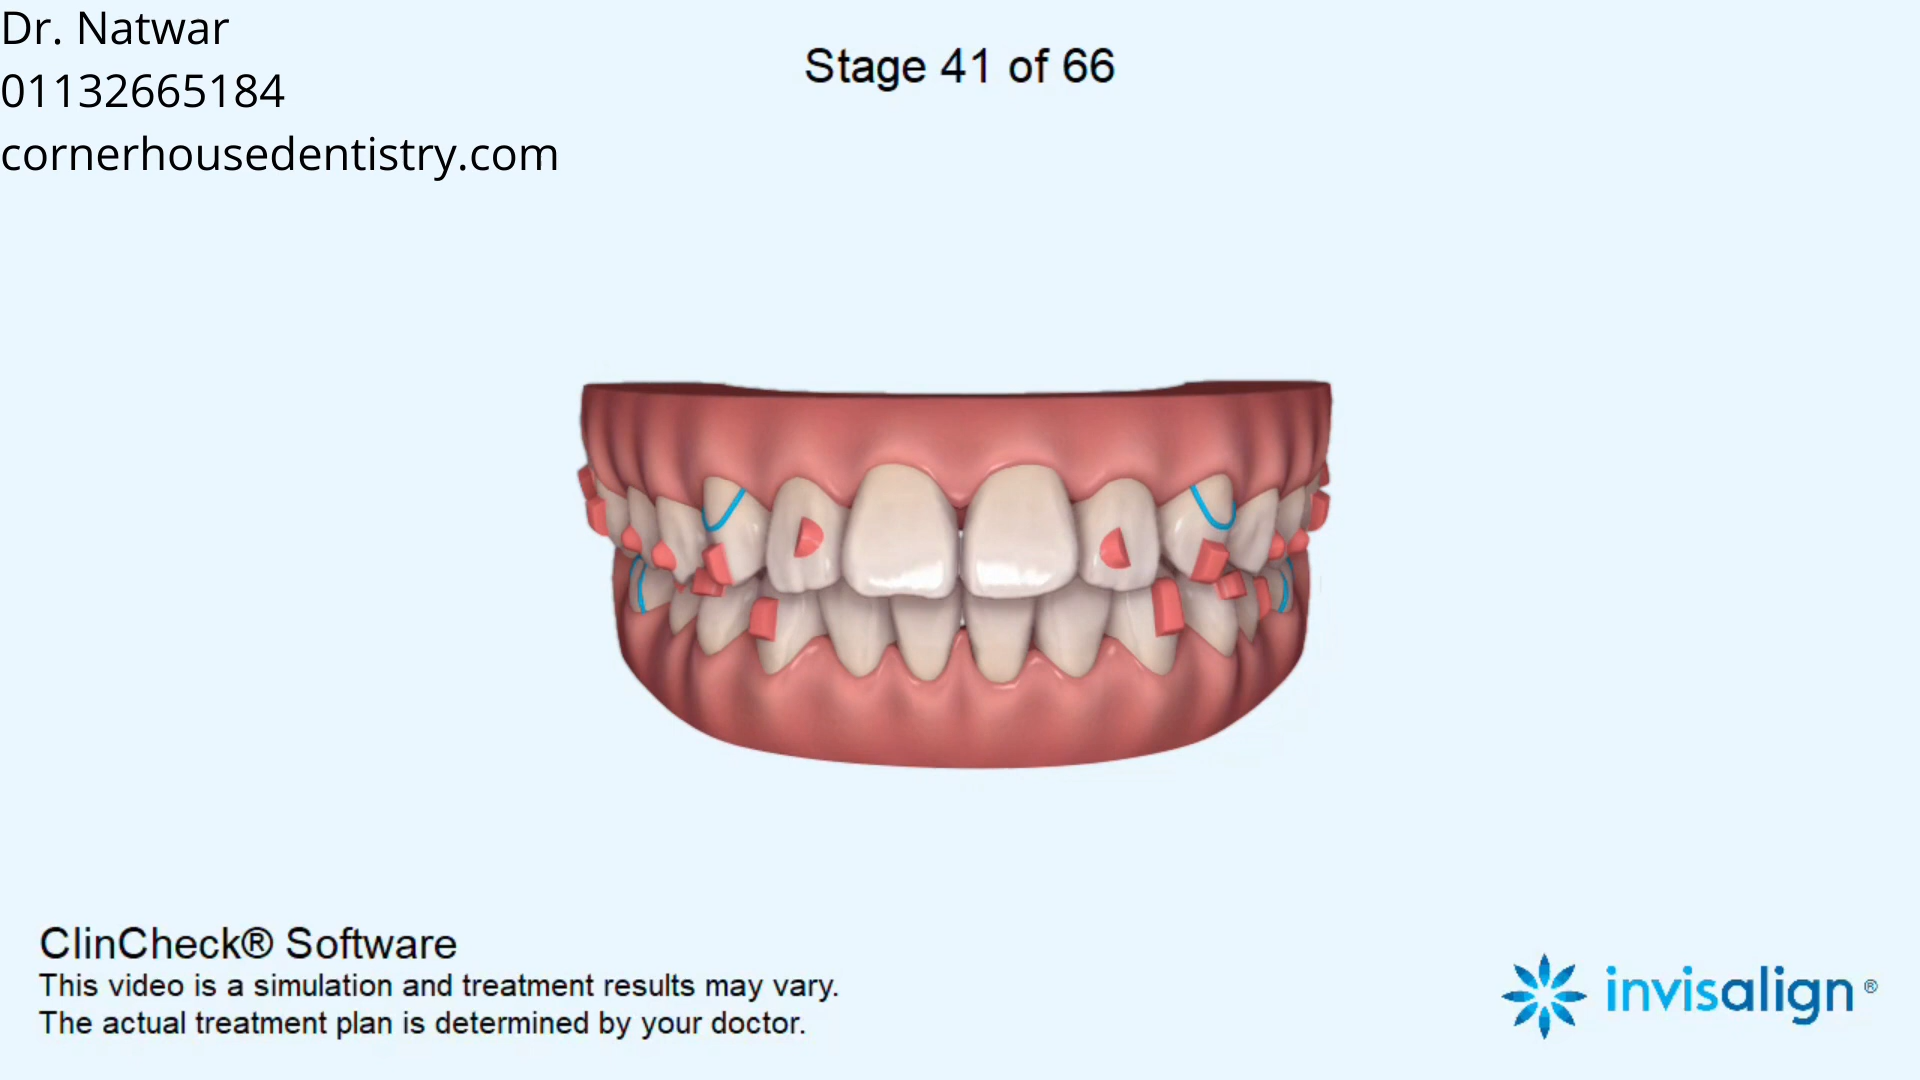 Dr. Natwar
01132665184
cornerhousedentistry.com
Stage 41 of 66
ClinCheck® Software
This video is a simulation and treatment results may vary.
The actual treatment plan is determined by your doctor.
invisalign®